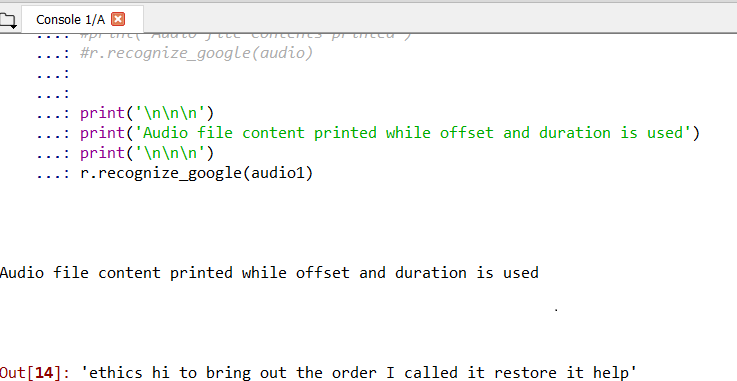 Console 1/A
...: #print('Audio file contents printed')
...: #r.recognize_google(audio)
...:
...:
...: print('\n\n\n')
...: print('Audio file content printed while offset and duration is used')
...: print('\n\n\n')
...: r.recognize_google(audio1)
Audio file content printed while offset and duration is used
Out[14]: 'ethics hi to bring out the order I called it restore it help'